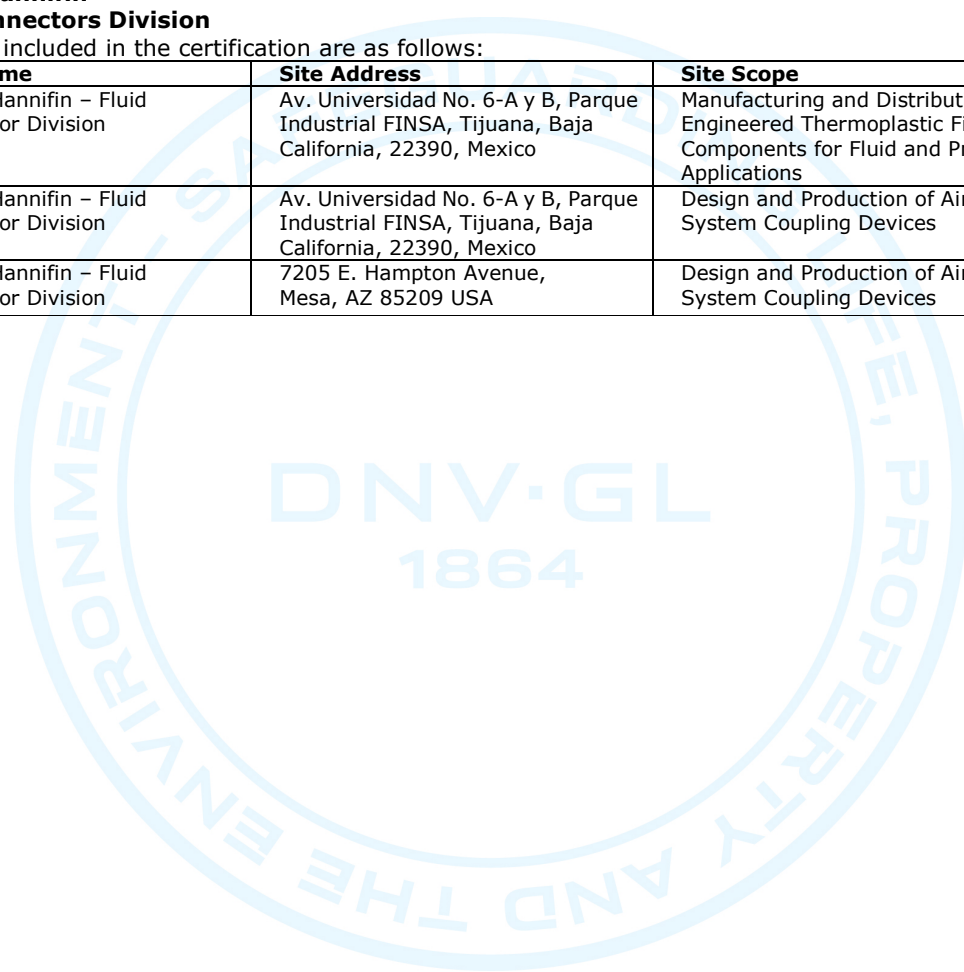 nnectors Division
included in the certification are as follows:
me
Site Address
Site Scope
Hannifin – Fluid
or Division
Av. Universidad No. 6-A y B, Parque
Industrial FINSA, Tijuana, Baja
California, 22390, Mexico
Manufacturing and Distribut
Engineered Thermoplastic Fi
Components for Fluid and Pr
Applications
Hannifin – Fluid
or Division
Av. Universidad No. 6-A y B, Parque
Industrial FINSA, Tijuana, Baja
California, 22390, Mexico
Design and Production of Air
System Coupling Devices
Hannifin – Fluid
or Division
7205 E. Hampton Avenue,
Mesa, AZ 85209 USA
Design and Production of Air
System Coupling Devices
SAFEGUARDING LIFE, PROPERTY AND THE ENVIRONMENT
DNV·GL
1864